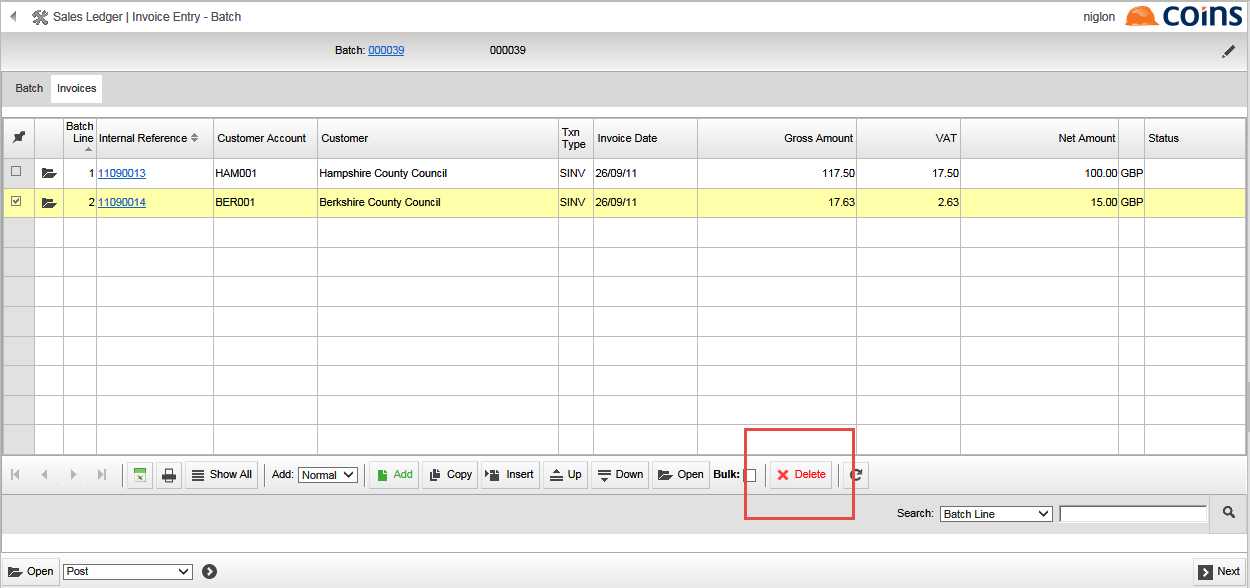 Sales Ledger | Invoice Entry - Batch niglon coins
Batch: 000039 000039
Batch Invoices
Batch Line Internal Reference Customer Account Customer Txn Type Invoice Date Gross Amount VAT Net Amount Status
1 11090013 HAM001 Hampshire County Council SINV 26/09/11 117.50 17.50 100.00 GBP
2 11090014 BER001 Berkshire County Council SINV 26/09/11 17.63 2.63 15.00 GBP
Show All Add: Normal Add Copy Insert Up Down Open Bulk: Delete
Search: Batch Line
Open Post Next